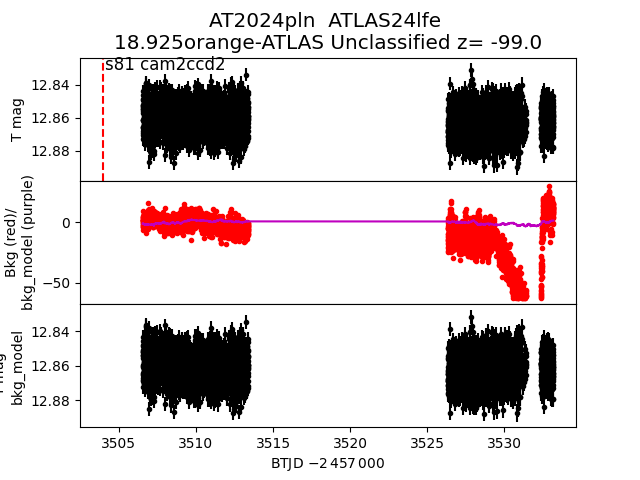 AT2024pln  ATLAS24lfe
18.925orange-ATLAS Unclassified z= -99.0
s81 cam2ccd2
T mag
12.84
12.86
12.88
Bkg (red)/
bkg_model (purple)
0
−50
mag
bkg_model
12.84
12.86
12.88
3505
3510
3515
3520
3525
3530
BTJD −2 457 000